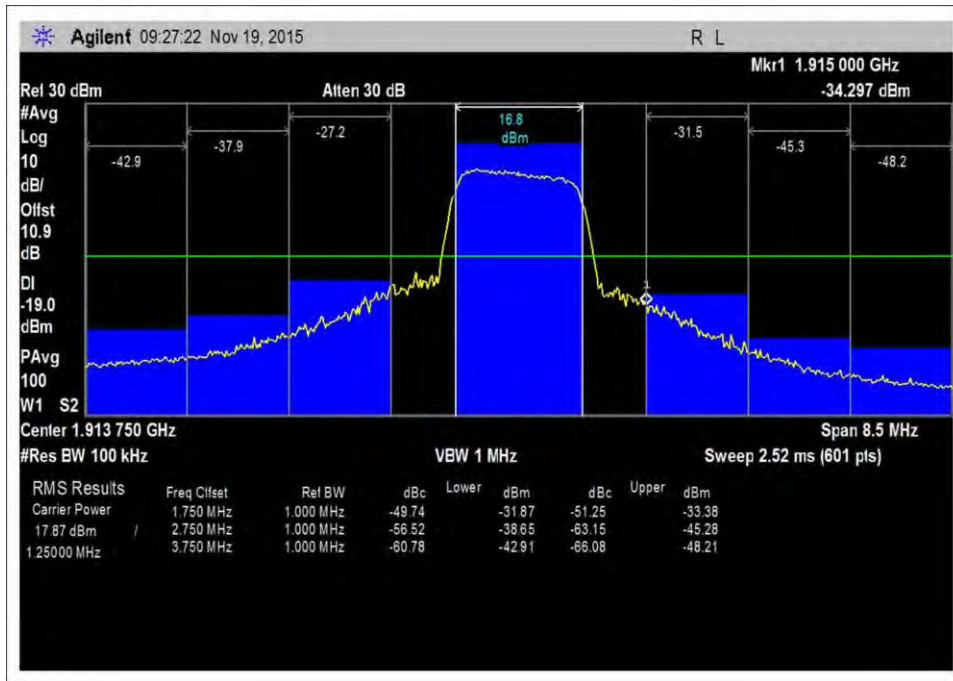 Agilent 09:27:22 Nov 19, 2015 R L
Mkr1 1.915 000 GHz
Rel 30 dBm Atten 30 dB -34.297 dBm
#Avg
Log
10
dB/
Offst
10.9
dB
DI
-19.0
dBm
PAvg
100
W1 S2
-42.9 -37.9 -27.2 16.8 dBm -31.5 -45.3 -48.2
1
Center 1.913 750 GHz Span 8.5 MHz
#Res BW 100 kHz VBW 1 MHz Sweep 2.52 ms (601 pts)
RMS Results Freq Offset Ref BW dBc Lower dBm dBc Upper dBm
Carrier Power 1.750 MHz 1.000 MHz -49.74 -31.87 -51.25 -33.38
17.87 dBm / 2.750 MHz 1.000 MHz -56.52 -38.65 -63.15 -45.28
1.25000 MHz 3.750 MHz 1.000 MHz -60.78 -42.91 -66.08 -48.21